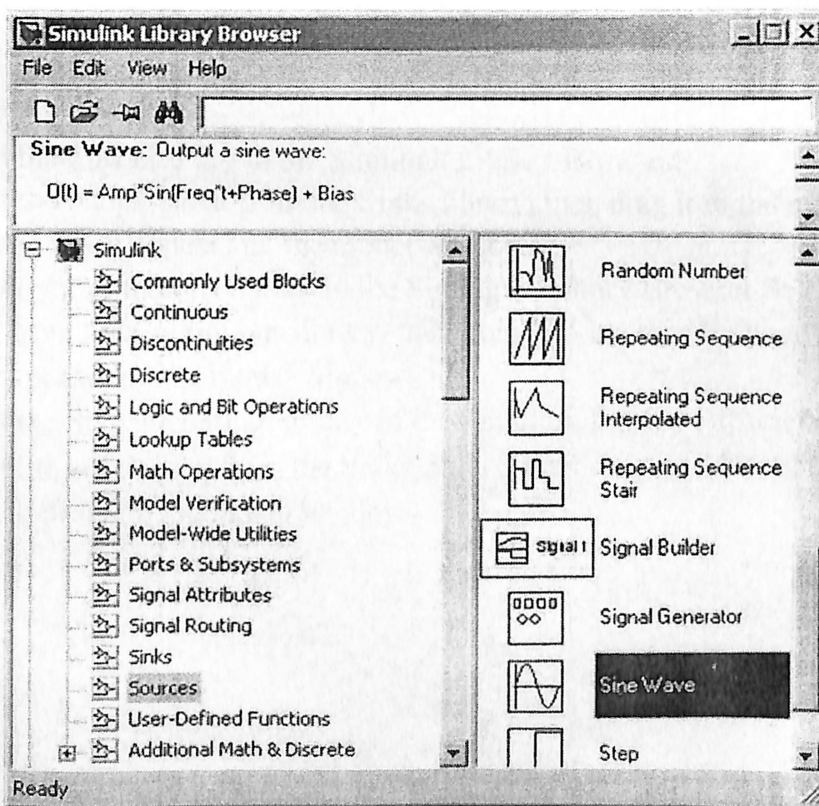 Simulink Library Browser
File Edit View Help
Sine Wave: Output a sine wave:
O(t) = Amp*Sin(Freq*t+Phase) + Bias
Simulink
Commonly Used Blocks
Continuous
Discontinuities
Discrete
Logic and Bit Operations
Lookup Tables
Math Operations
Model Verification
Model-Wide Utilities
Ports & Subsystems
Signal Attributes
Signal Routing
Sinks
Sources
User-Defined Functions
Additional Math & Discrete
Random Number
Repeating Sequence
Repeating Sequence
Interpolated
Repeating Sequence
Stair
Signal 1
Signal Builder
Signal Generator
Sine Wave
Step
Ready